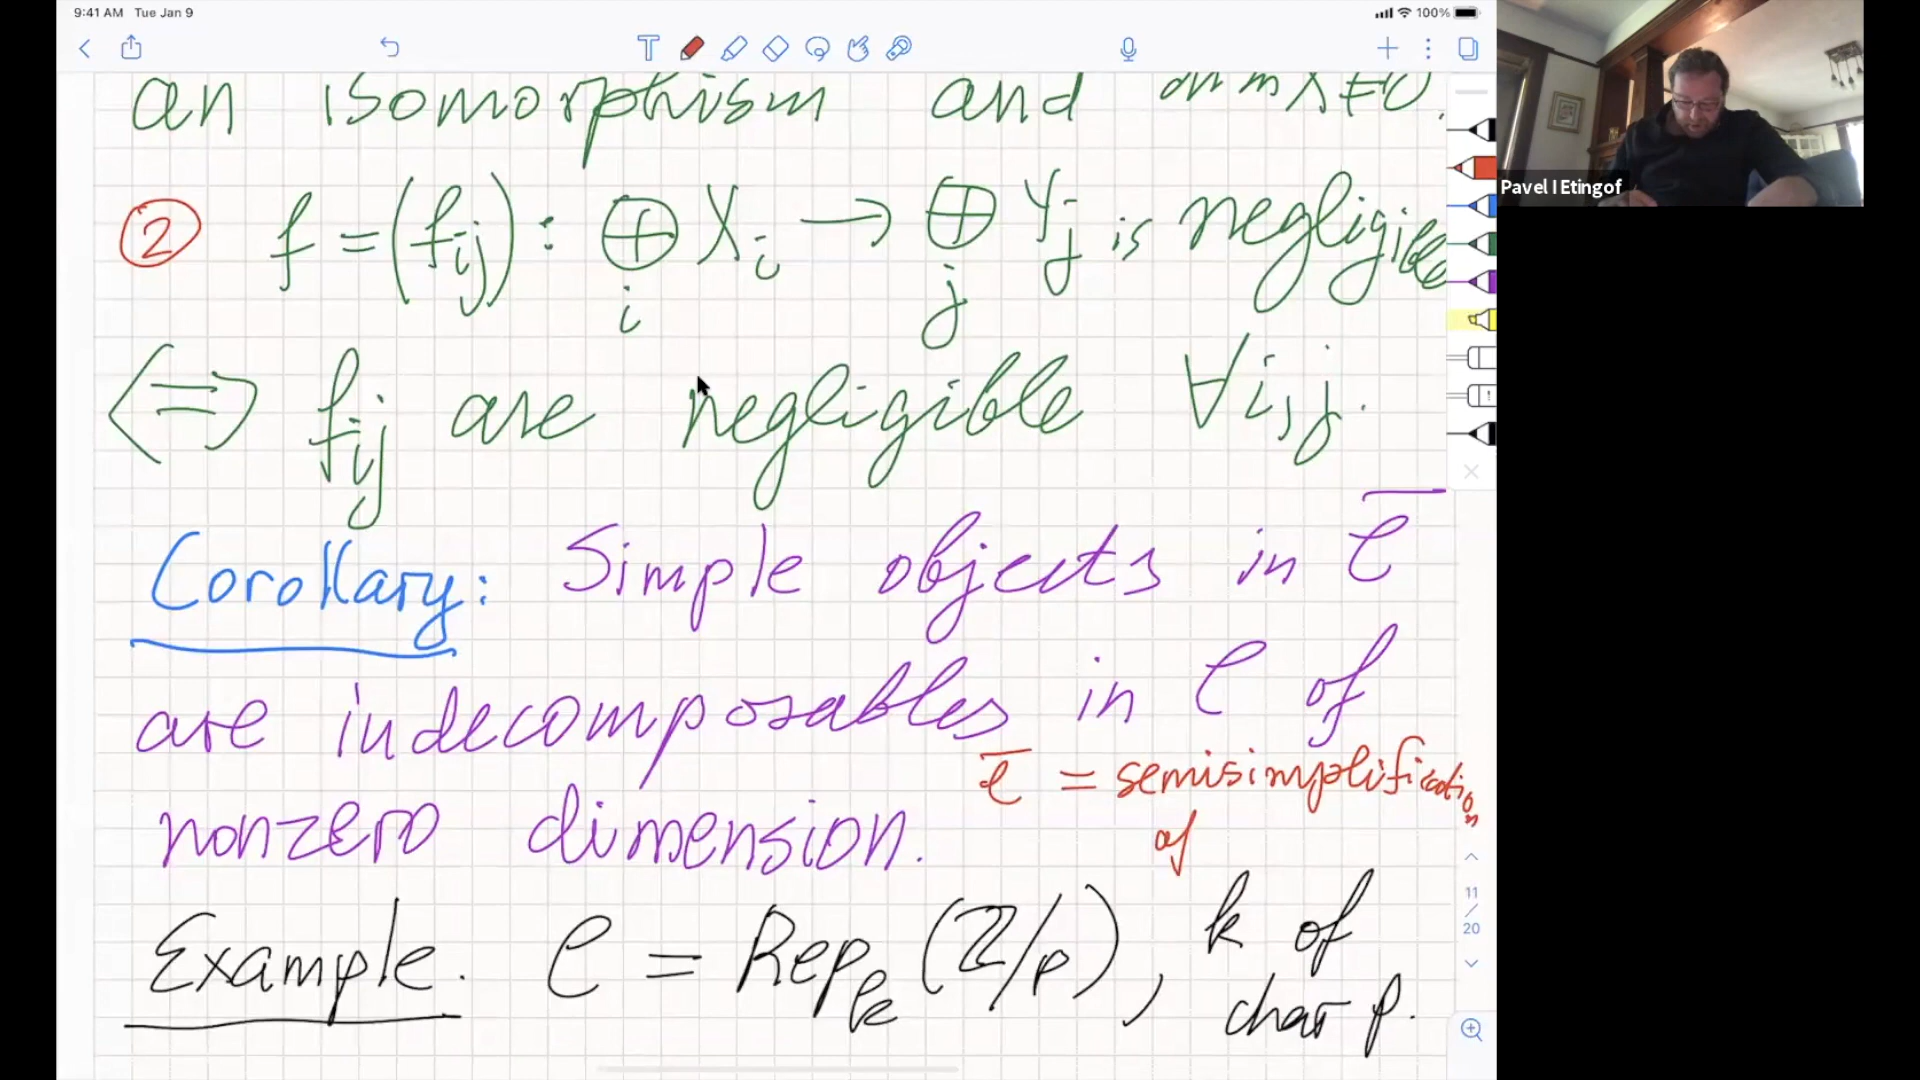 9:41 AM Tue Jan 9
100%
an isomorphism and dim X ≠ 0.
② f = (f_ij) : ⊕_i X_i → ⊕_j Y_j is negligible
⟺ f_ij are negligible ∀i,j.
Corollary: Simple objects in C̅
are indecomposables in C of
nonzero dimension.
C̅ = semisimplification
of
Example. C = Rep_k (ℤ/p), k of
char p.
11
/
20
Pavel I Etingof